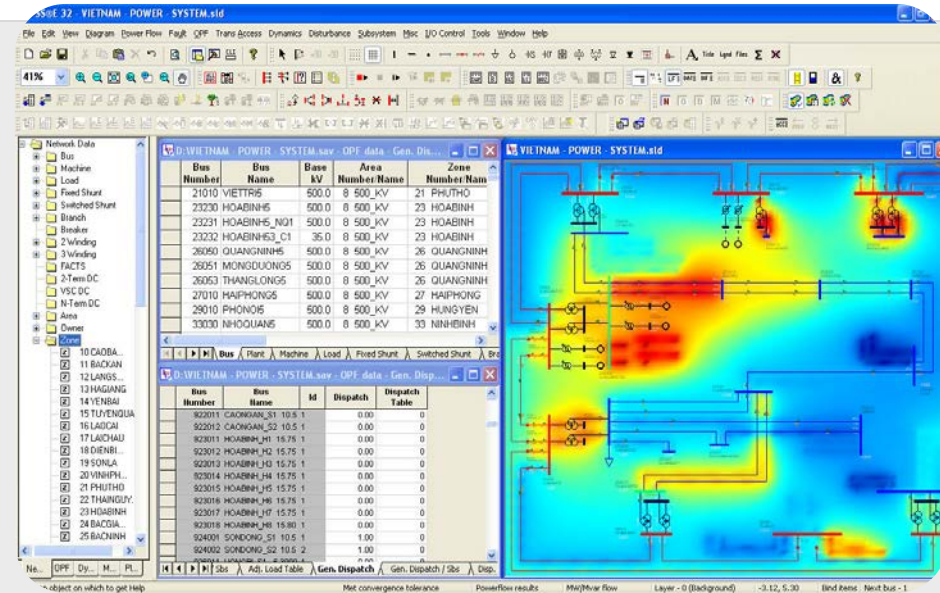 32 - VIETNAM - POWER - SYSTEM.sld
File Edit View Diagram Power Flow Fault OPF Trans Access Dynamics Disturbance Subsystem Misc I/O Control Tools Window Help
41%
Network Data
Bus
Machine
Load
Fixed Shunt
Switched Shunt
Branch
Breaker
2 Winding
3 Winding
FACTS
2-Term DC
VSC DC
N-Term DC
Area
Owner
Zone
10 CAOBA...
11 BACKAN
12 LANGS...
13 HAGIANG
14 YENBAI
15 TUYENQUA
16 LAOCAI
17 LAICHAU
18 DIENBI...
19 SONLA
20 VINHPH...
21 PHUTHO
22 THAINGUY.
23 HOABINH
24 BACGIA...
25 BACNINH
Ne... OPF Dy... M... PL...
D:\VIETNAM - POWER - SYSTEM.sav - OPF data - Gen. Dis...
Bus Number Bus Name Base kV Area Number/Name Zone Number/Nam
21010 VIETTRI5 500.0 8 500_KV 21 PHUTHO
23230 HOABINH5 500.0 8 500_KV 23 HOABINH
23231 HOABINH5_NQ1 500.0 8 500_KV 23 HOABINH
23232 HOABINH53_C1 35.0 8 500_KV 23 HOABINH
26050 QUANGNINH5 500.0 8 500_KV 26 QUANGNINH
26051 MONGDUONG5 500.0 8 500_KV 26 QUANGNINH
26053 THANGLONG5 500.0 8 500_KV 26 QUANGNINH
27010 HAIPHONG5 500.0 8 500_KV 27 HAIPHONG
29010 PHONOI5 500.0 8 500_KV 29 HUNGYEN
33030 NHOQUAN5 500.0 8 500_KV 33 NINHBINH
Bus Plant Machine Load Fixed Shunt Switched Shunt Bra
D:\VIETNAM - POWER - SYSTEM.sav - OPF data - Gen. Disp...
Bus Number Bus Name Id Dispatch Dispatch Table
922011 CAONGAN_S1 10.5 1 0.00 0
922012 CAONGAN_S2 10.5 1 0.00 0
923011 HOABINH_H1 15.75 1 0.00 0
923012 HOABINH_H2 15.75 1 0.00 0
923013 HOABINH_H3 15.75 1 0.00 0
923014 HOABINH_H4 15.75 1 0.00 0
923015 HOABINH_H5 15.75 1 0.00 0
923016 HOABINH_H6 15.75 1 0.00 0
923017 HOABINH_H7 15.75 1 0.00 0
923018 HOABINH_H8 15.80 1 0.00 0
924001 SONDONG_S1 10.5 1 1.00 0
924002 SONDONG_S2 10.5 2 1.00 0
Sbs Adj. Load Table Gen. Dispatch Gen. Dispatch / Sbs Disp.
VIETNAM - POWER - SYSTEM.sld
object on which to get Help Met convergence tolerance Powerflow results MW/Mvar flow Layer - 0 (Background) -3.12, 5.30 Bind items Next bus - 1